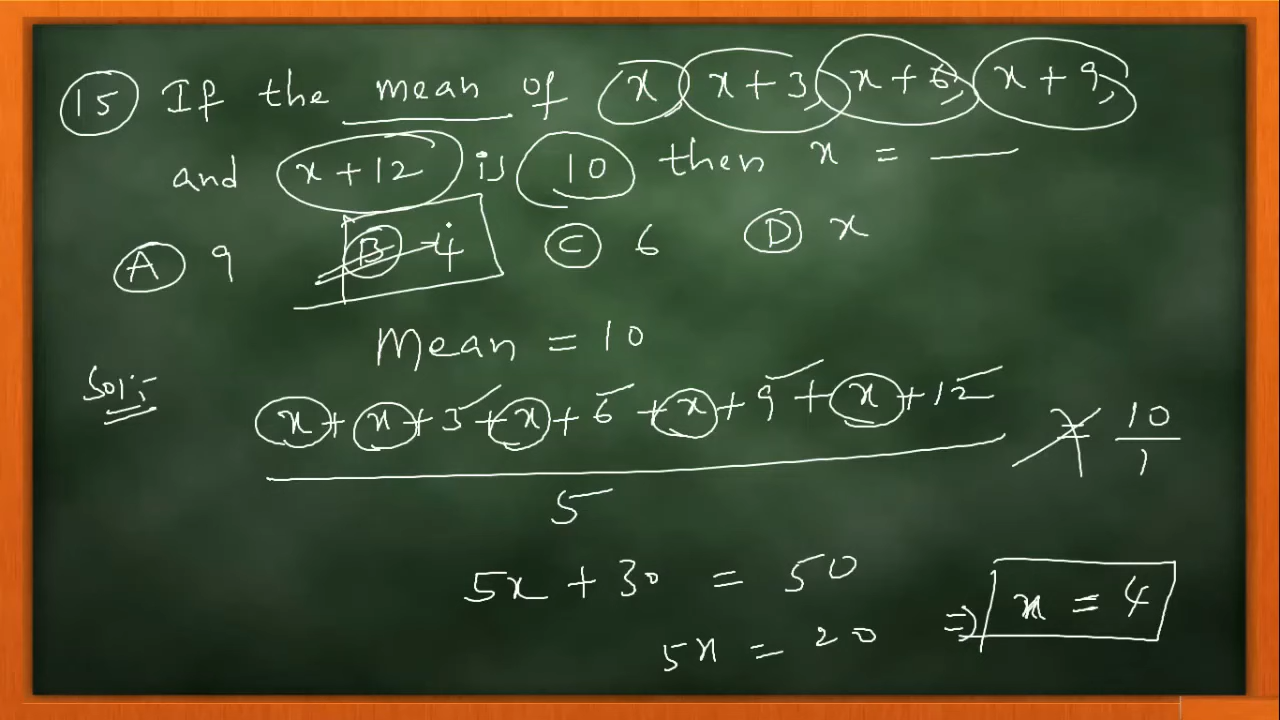 15 If the mean of x x+3, x+6, x+9,
and x+12 is 10 then x = __
A 9 B 4 C 6 D x
Mean = 10
Sol:-
x+x+3+x+6+x+9+x+12 = 10
5 1
5x+30 = 50
5x = 20 ⇒ x = 4